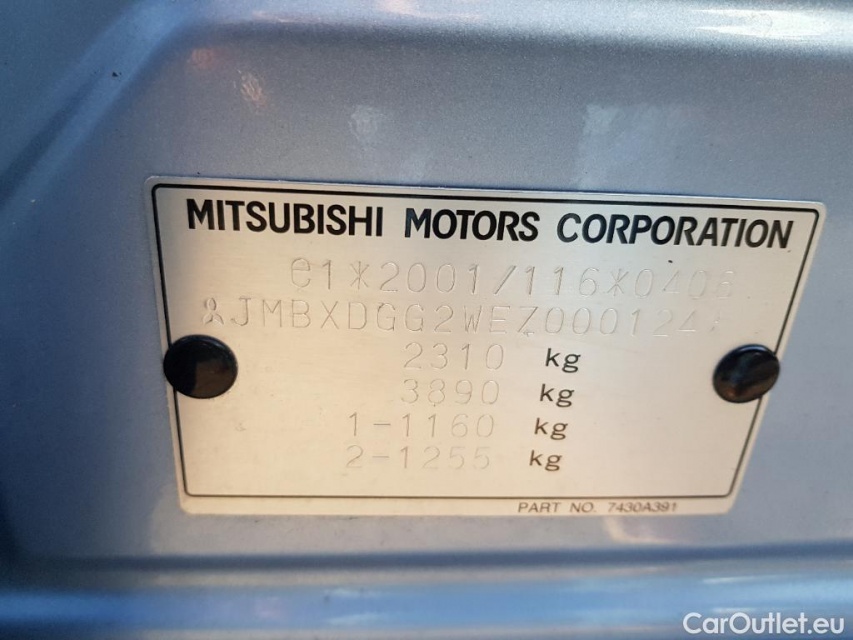 MITSUBISHI MOTORS CORPORATION
e1*2001/116*0406
JMBXDGG2WEZ000124
2310 kg
3890 kg
1-1160 kg
2-1255 kg
PART NO. 7430A391
CarOutlet.eu